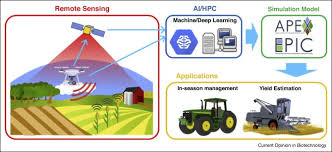 Remote Sensing
AI/HPC
Simulation Model
Machine/Deep Learning
APE
EPIC
Applications
In-season management
Yield Estimation
Current Opinion in Biotechnology